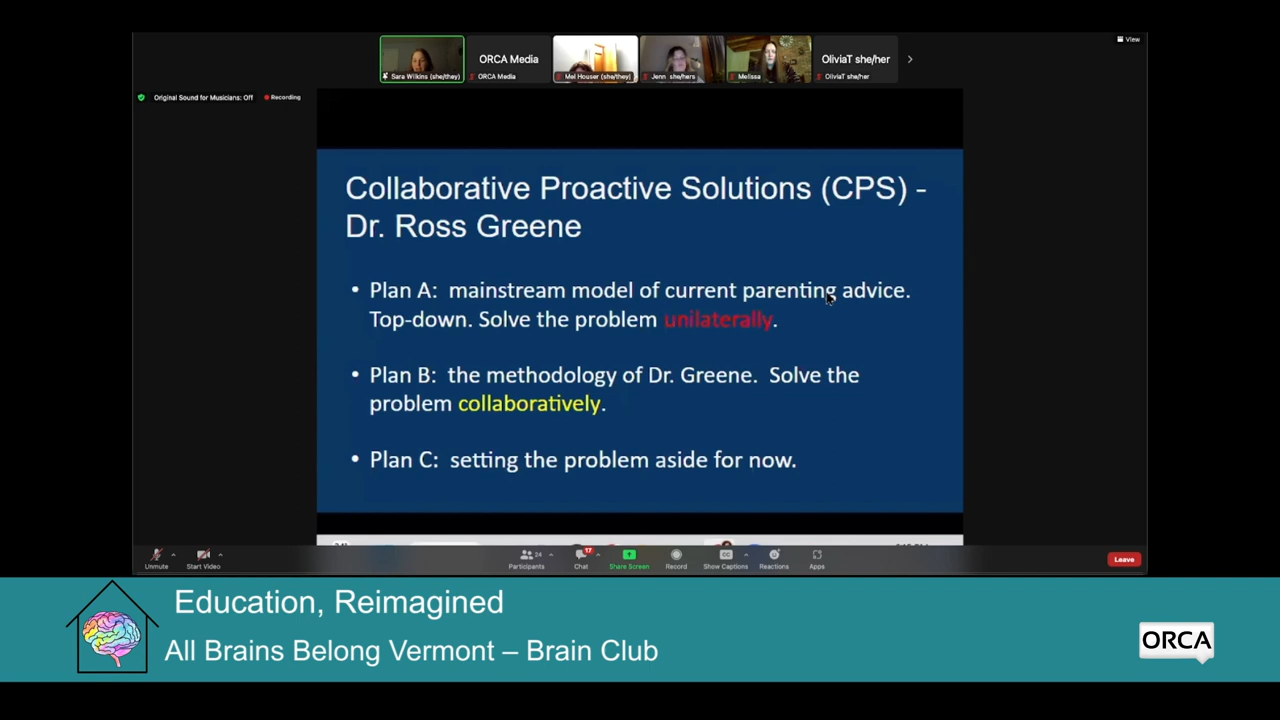 View
ORCA Media
OliviaT she/her
Sara Wilkins (she/they)
ORCA Media
Mel Houser (she/they)
Jenn she/hers
Melissa
OliviaT she/her
Original Sound for Musicians: Off
Recording
Collaborative Proactive Solutions (CPS) -
Dr. Ross Greene
• Plan A: mainstream model of current parenting advice.
Top-down. Solve the problem unilaterally.
• Plan B: the methodology of Dr. Greene. Solve the
problem collaboratively.
• Plan C: setting the problem aside for now.
Unmute
Start Video
24
Participants
17
Chat
Share Screen
Record
CC
Show Captions
Reactions
Apps
Leave
Education, Reimagined
All Brains Belong Vermont – Brain Club
ORCA